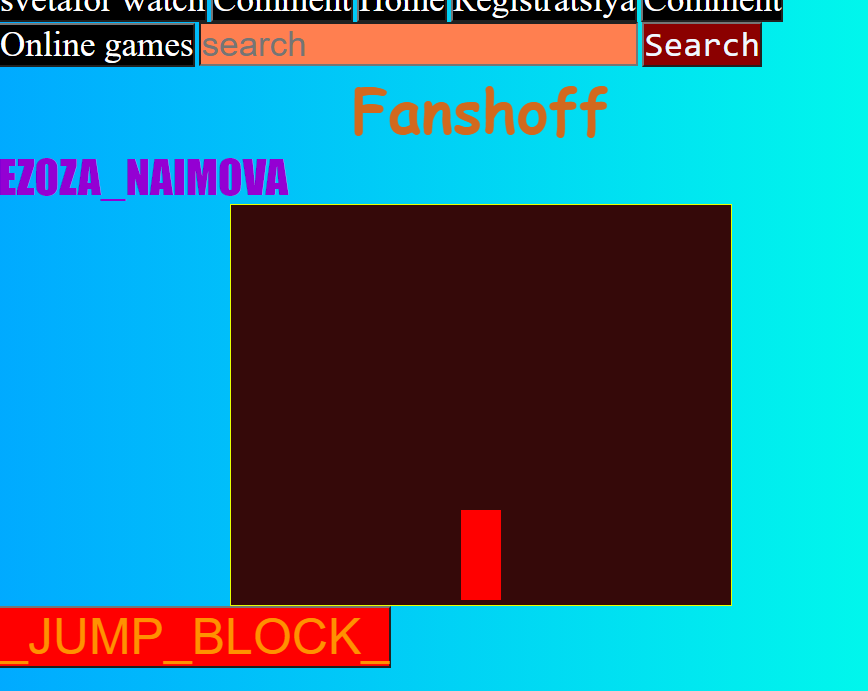 svetafor watch Comment Home Registratsiya Comment
Online games search Search
Fanshoff
EZOZA_NAIMOVA
_JUMP_BLOCK_